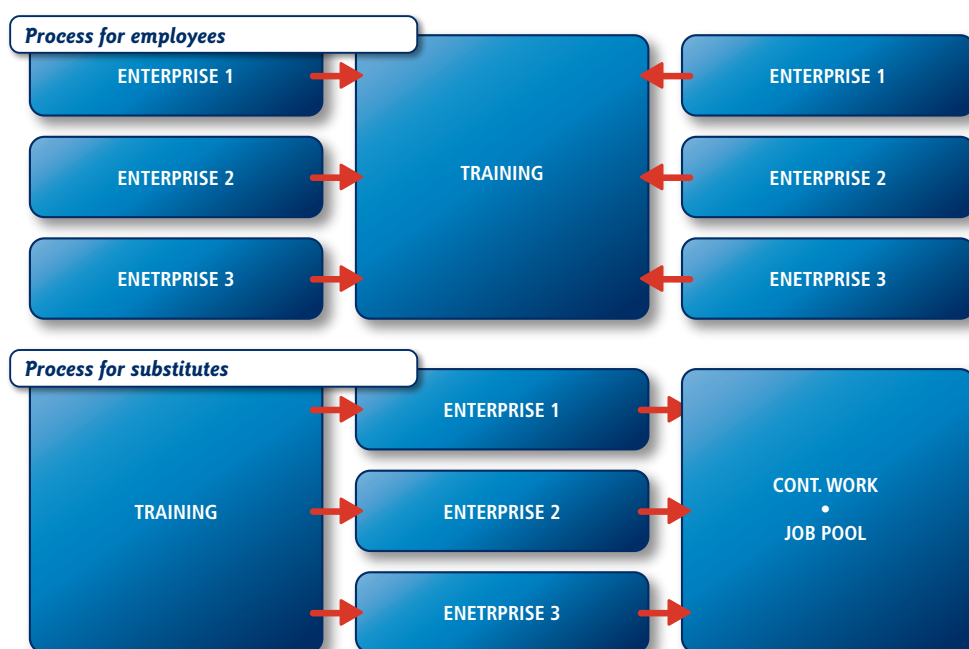 Process for employees
ENTERPRISE 1
ENTERPRISE 2
ENETRPRISE 3
TRAINING
ENTERPRISE 1
ENTERPRISE 2
ENETRPRISE 3
Process for substitutes
TRAINING
ENTERPRISE 1
ENTERPRISE 2
ENETRPRISE 3
CONT. WORK
•
JOB POOL